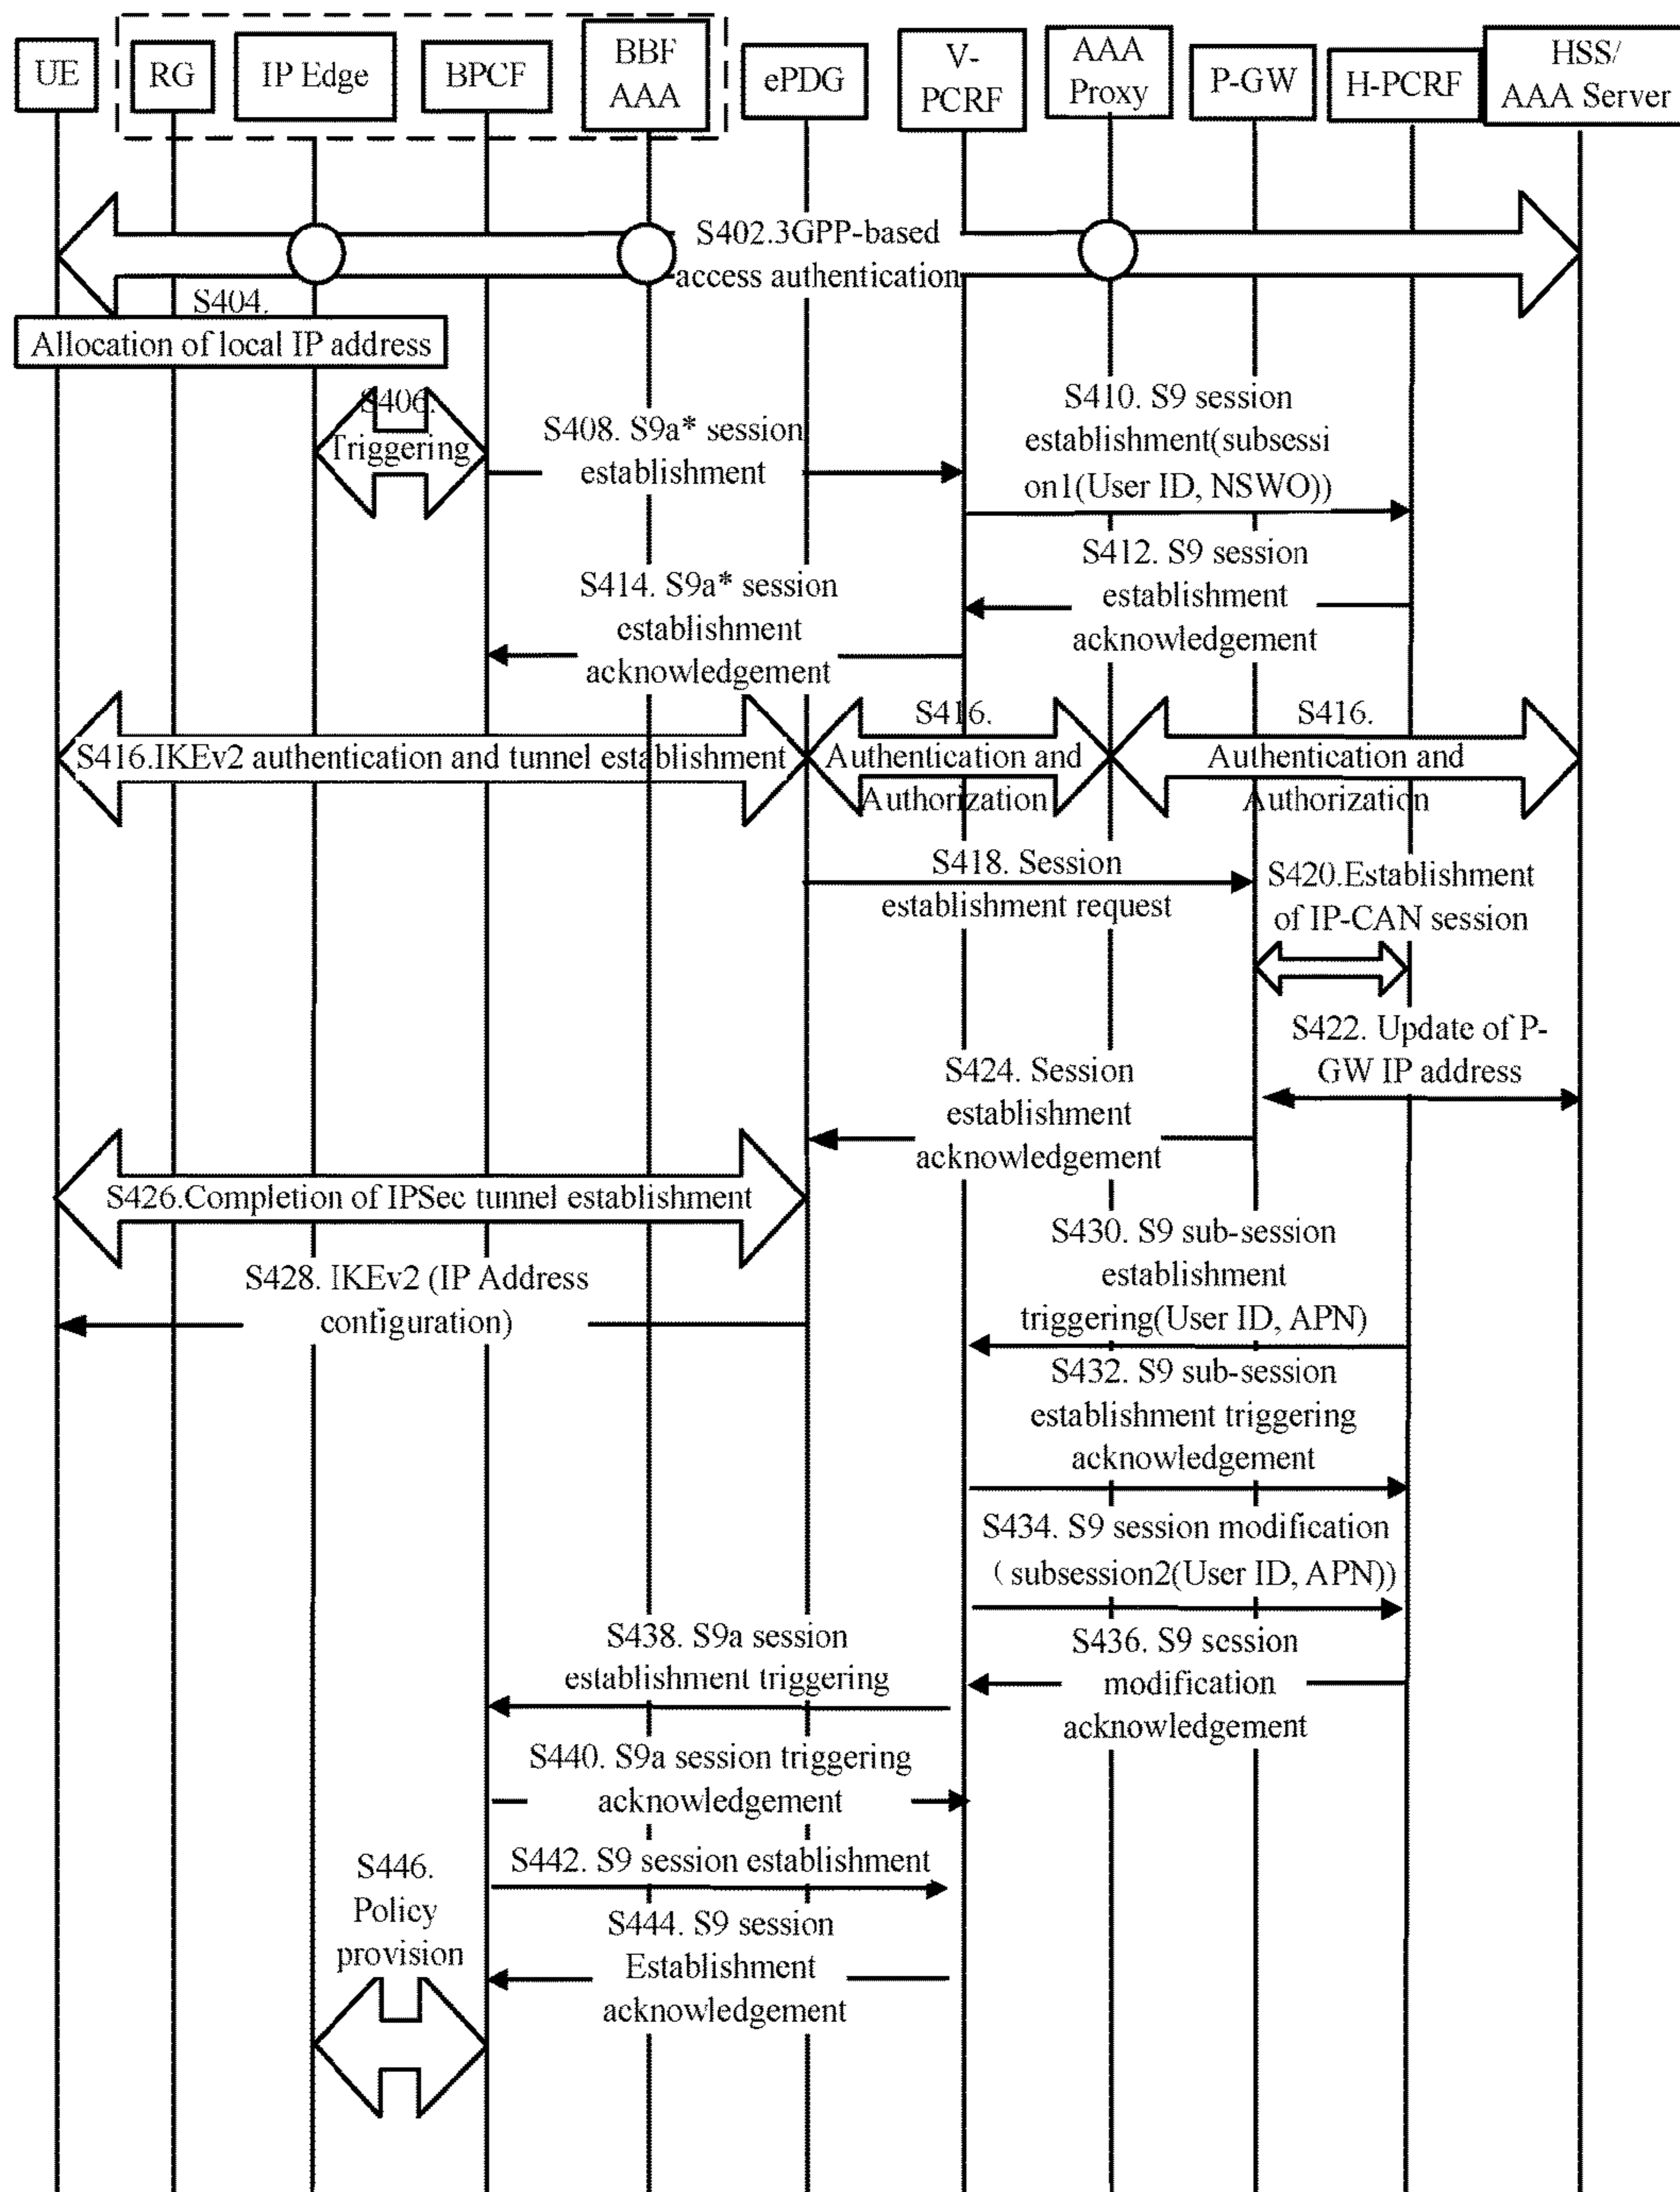 UE
RG
IP Edge
BPCF
BBF
AAA
ePDG
V-
PCRF
AAA
Proxy
P-GW
H-PCRF
HSS/
AAA Server
S402.3GPP-based
access authentication
S404.
Allocation of local IP address
S406.
Triggering
S408. S9a* session
establishment
S410. S9 session
establishment(subsessi
on1(User ID, NSWO))
S412. S9 session
establishment
acknowledgement
S414. S9a* session
establishment
acknowledgement
S416.IKEv2 authentication and tunnel establishment
S416.
Authentication and
Authorization
S416.
Authentication and
Authorization
S418. Session
establishment request
S420.Establishment
of IP-CAN session
S422. Update of P-
GW IP address
S424. Session
establishment
acknowledgement
S426.Completion of IPSec tunnel establishment
S428. IKEv2 (IP Address
configuration)
S430. S9 sub-session
establishment
triggering(User ID, APN)
S432. S9 sub-session
establishment triggering
acknowledgement
S434. S9 session modification
（subsession2(User ID, APN))
S436. S9 session
modification
acknowledgement
S438. S9a session
establishment triggering
S440. S9a session triggering
acknowledgement
S442. S9 session establishment
S444. S9 session
Establishment
acknowledgement
S446.
Policy
provision